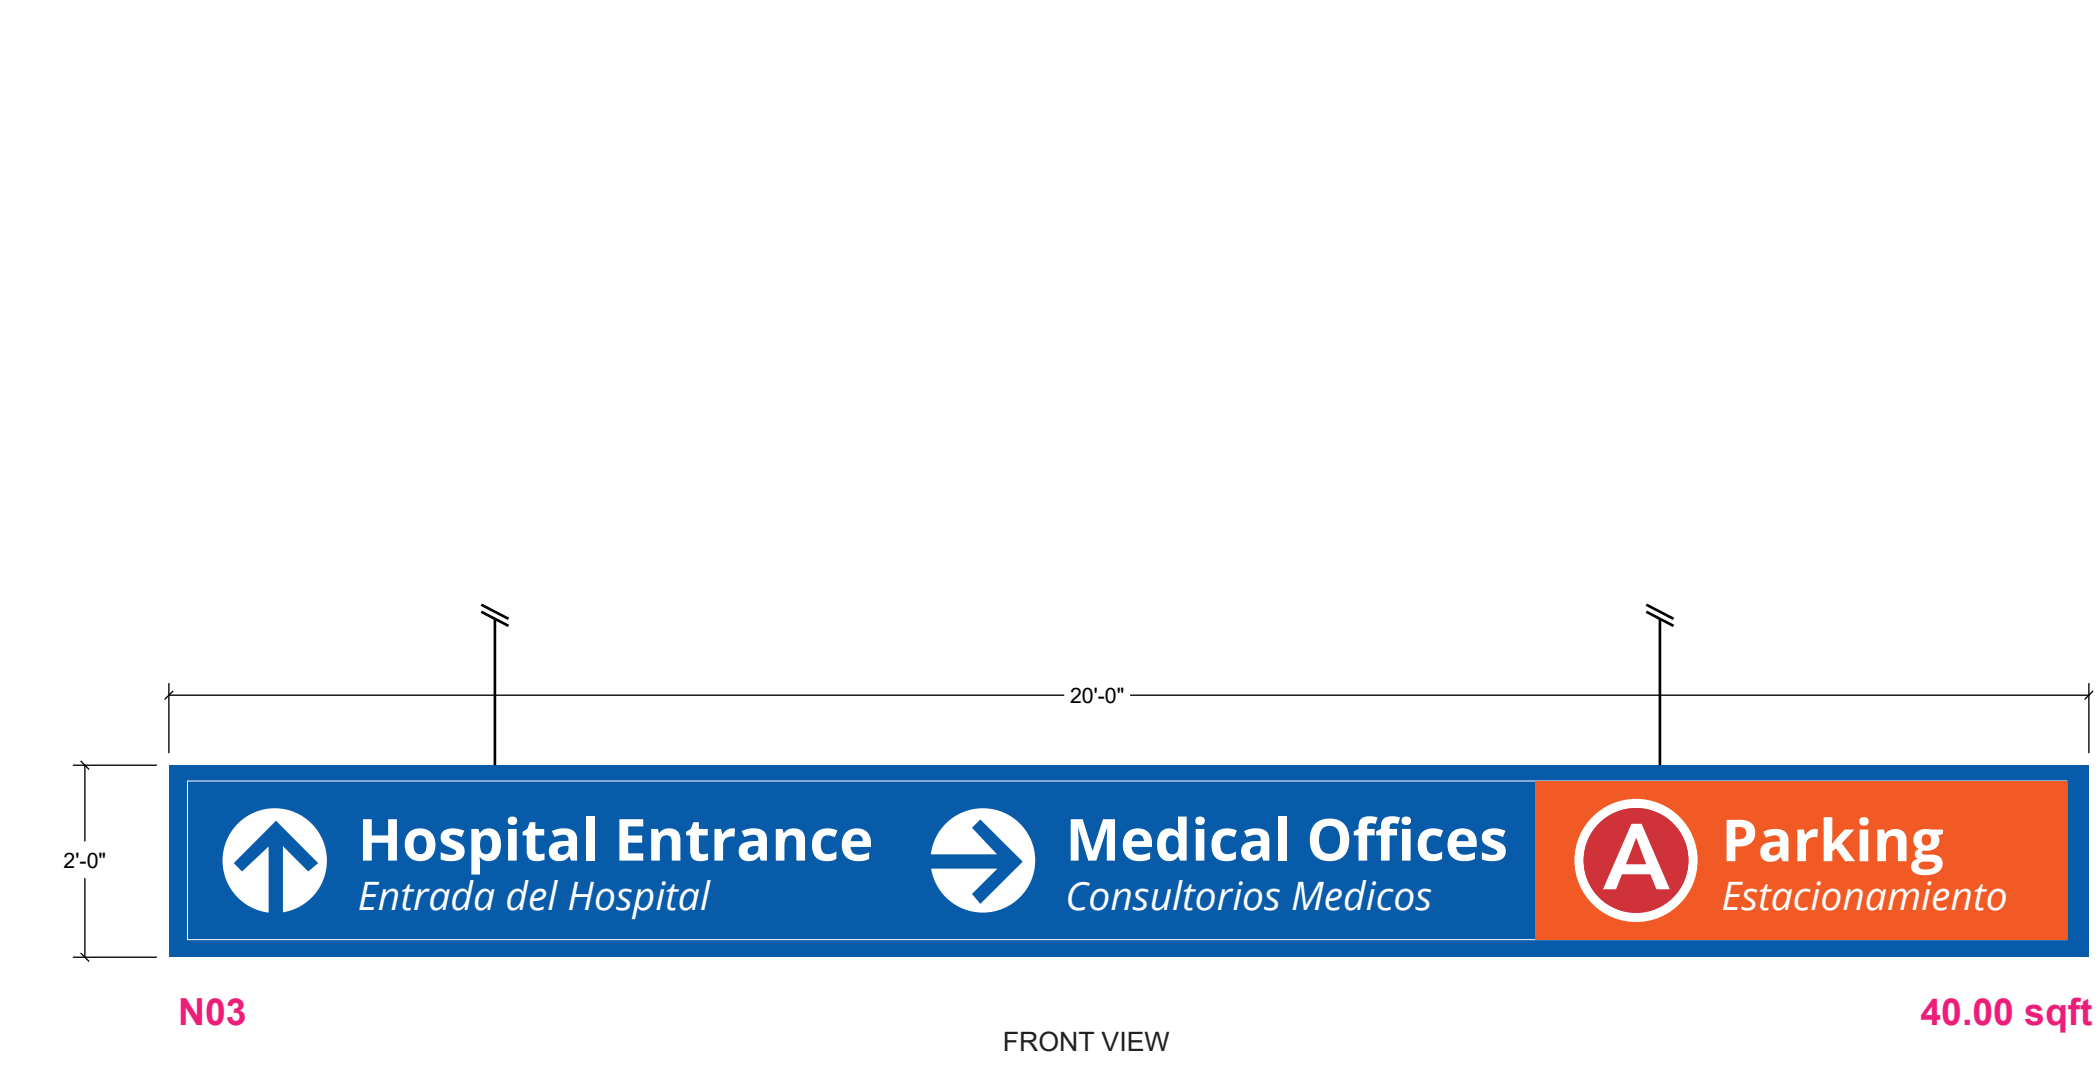 20'-0"
2'-0"
Hospital Entrance
Entrada del Hospital
Medical Offices
Consultorios Medicos
A
Parking
Estacionamiento
N03
40.00 sqft
FRONT VIEW